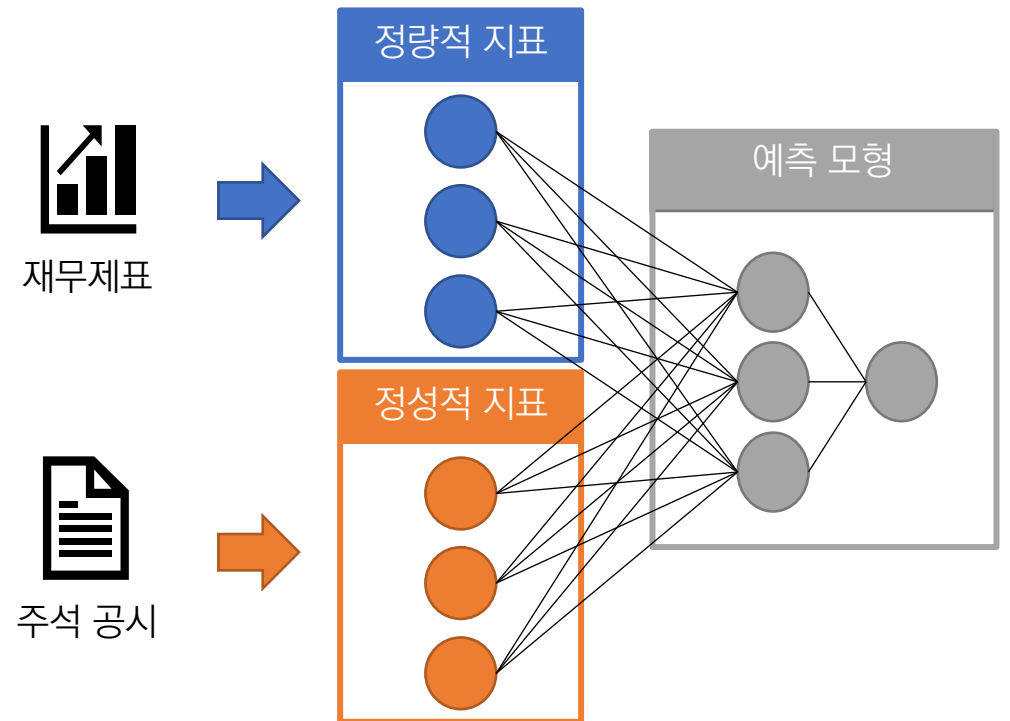 정량적 지표
예측 모형
재무제표
정성적 지표
주석 공시